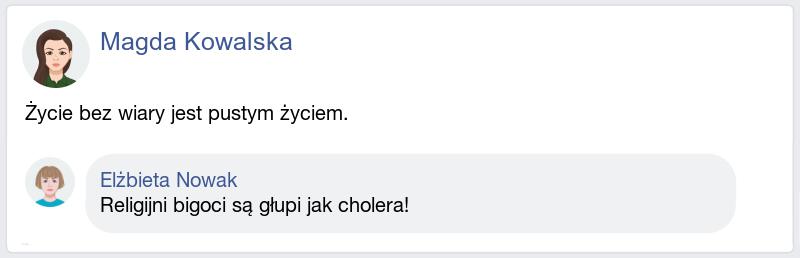 Magda Kowalska
Życie bez wiary jest pustym życiem.
Elżbieta Nowak
Religijni bigoci są głupi jak cholera!